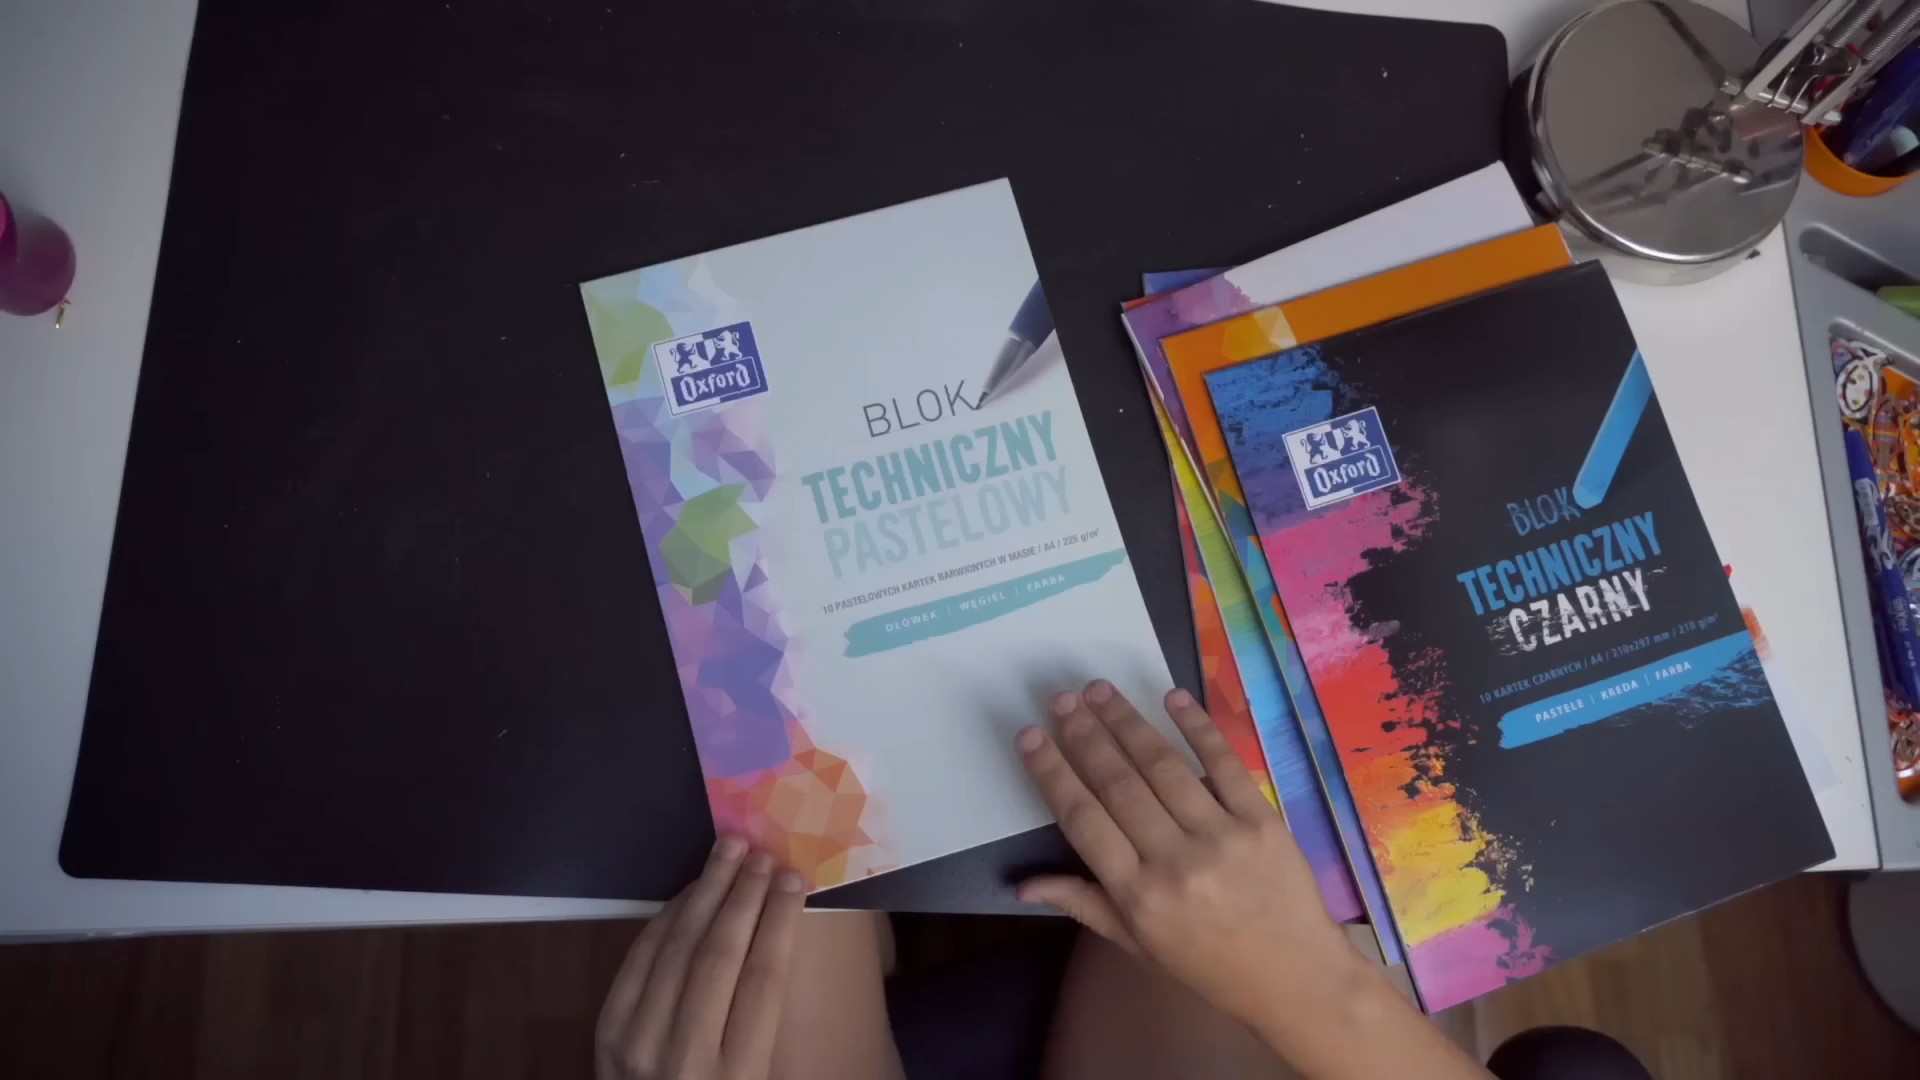 Oxford
BLOK
TECHNICZNY
PASTELOWY
10 PASTELOWYCH KARTEK BARWIONYCH W MASIE / A4 / 225 g/m²
OŁÓWEK | WĘGIEL | FARBA
Oxford
BLOK
TECHNICZNY
CZARNY
10 KARTEK CZARNYCH / A4 / 210x297 mm / 210 g/m²
PASTELE | KREDA | FARBA